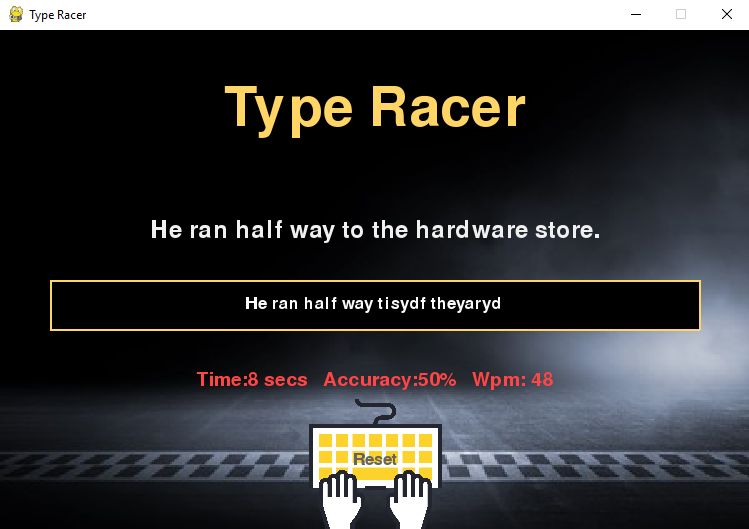 Type Racer
Type Racer
He ran half way to the hardware store.
He ran half way tisydf theyaryd
Time:8 secs Accuracy:50% Wpm: 48
Reset